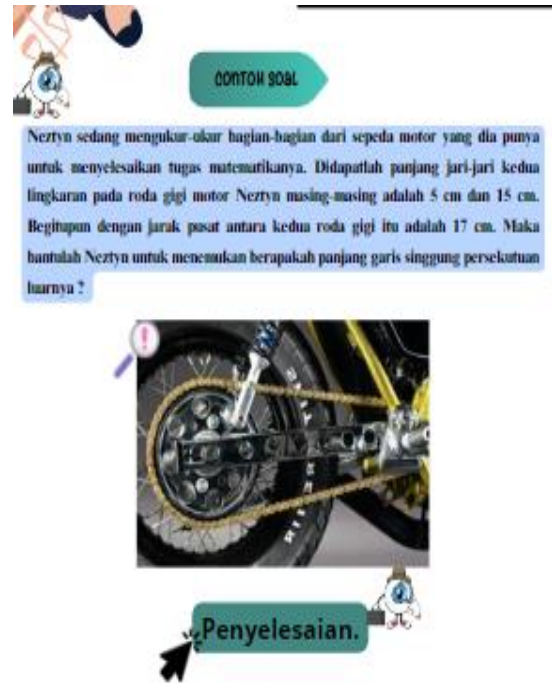 CONTOH SOAL
Neztyn sedang mengukur-ukur bagian-bagian dari sepeda motor yang dia punya
untuk menyelesaikan tugas matematikanya. Didapatlah panjang jari-jari kedua
lingkaran pada roda gigi motor Neztyn masing-masing adalah 5 cm dan 15 cm.
Begitupun dengan jarak pusat antara kedua roda gigi itu adalah 17 cm. Maka
bantulah Neztyn untuk menemukan berapakah panjang garis singgung persekutuan
luarnya ?
Penyelesaian.